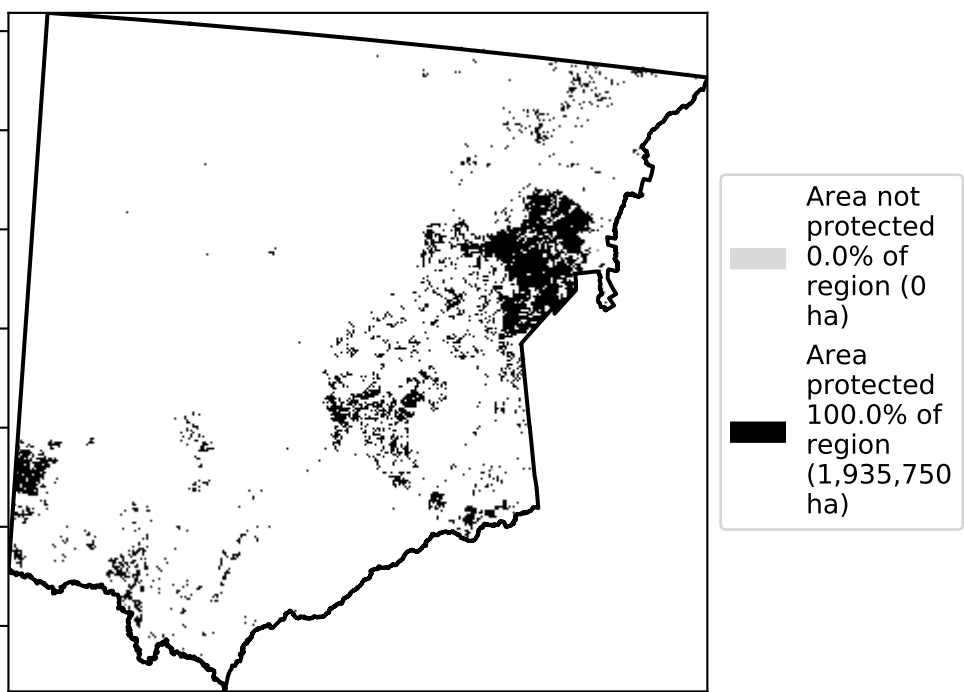 Area not
protected
0.0% of
region (0
ha)
Area
protected
100.0% of
region
(1,935,750
ha)